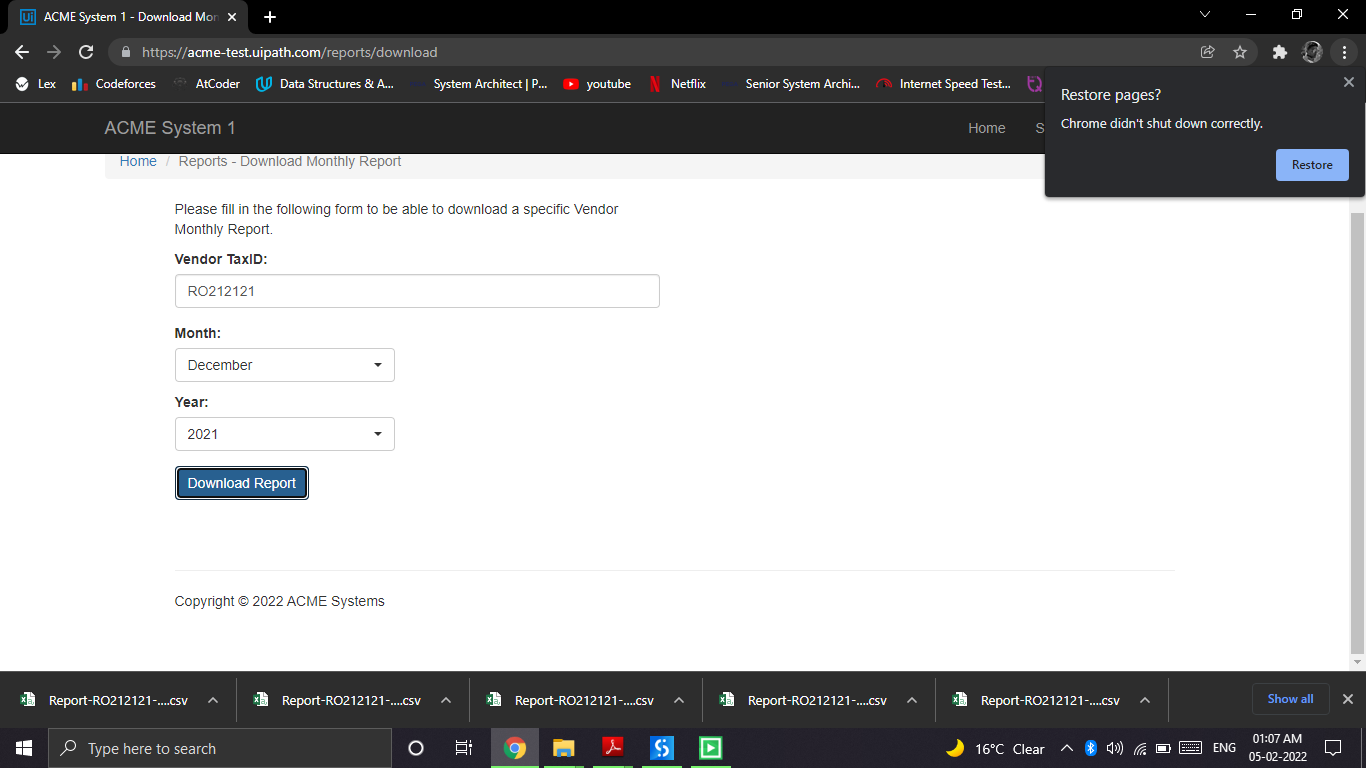 ACME System 1 - Download Mon
https://acme-test.uipath.com/reports/download
Lex Codeforces AtCoder Data Structures & A... System Architect | P... youtube Netflix Senior System Archi... Internet Speed Test...
Restore pages?
Chrome didn't shut down correctly.
Restore
ACME System 1 Home S
Home / Reports - Download Monthly Report
Please fill in the following form to be able to download a specific Vendor
Monthly Report.
Vendor TaxID:
RO212121
Month:
December
Year:
2021
Download Report
Copyright © 2022 ACME Systems
Report-RO212121-....csv Report-RO212121-....csv Report-RO212121-....csv Report-RO212121-....csv Report-RO212121-....csv Show all
Type here to search 16°C Clear ENG 01:07 AM
05-02-2022